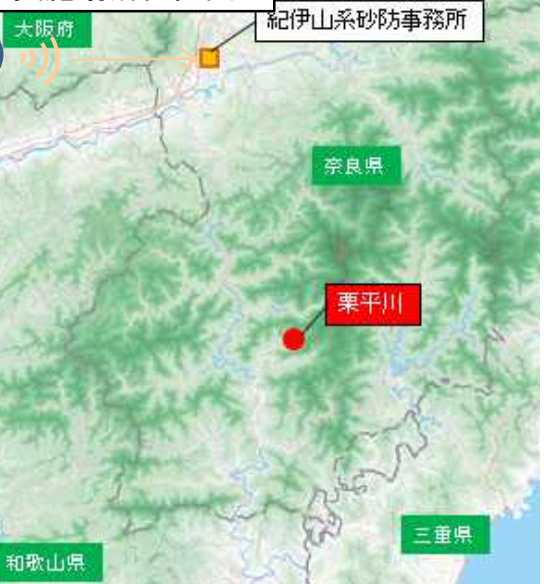 大阪府
紀伊山系砂防事務所
奈良県
栗平川
三重県
和歌山県